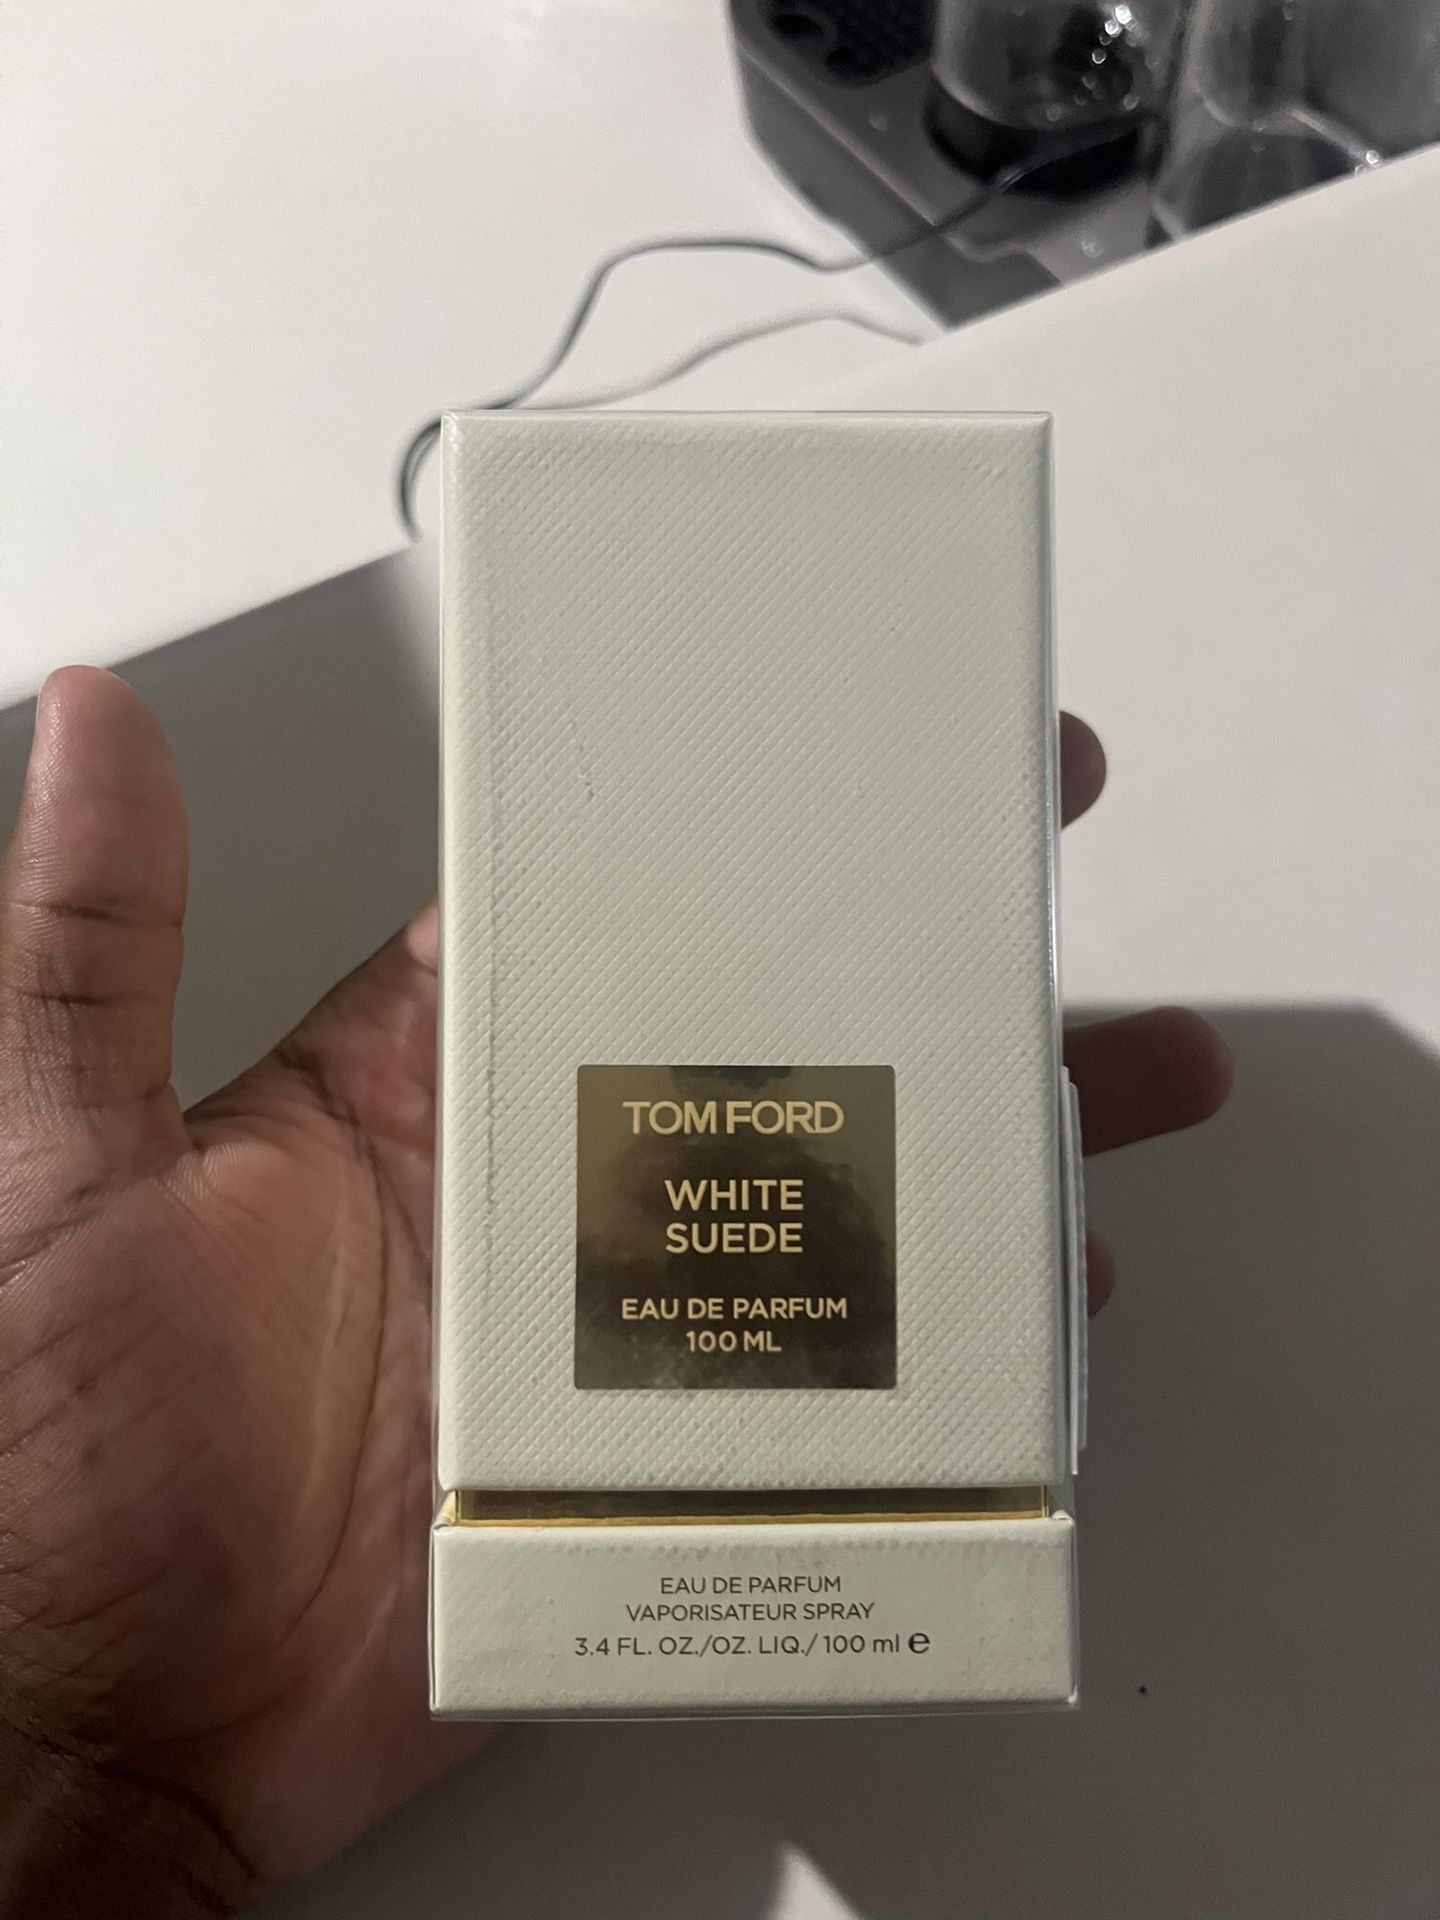 TOM FORD
WHITE
SUEDE
EAU DE PARFUM
100 ML
EAU DE PARFUM
VAPORISATEUR SPRAY
3.4 FL. OZ./OZ. LIQ./ 100 ml ℮